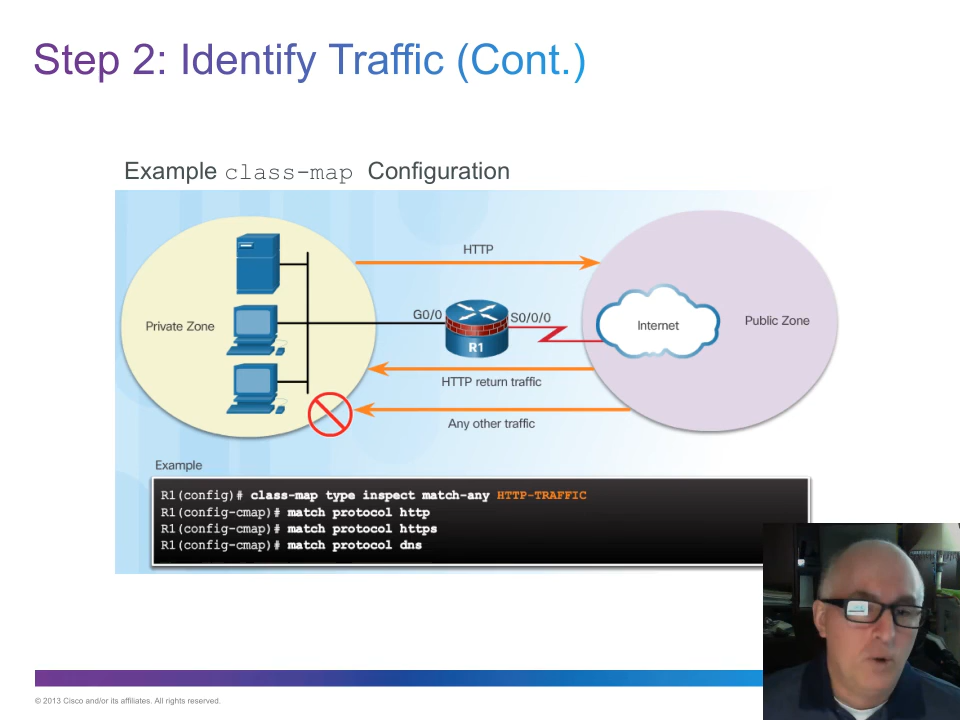 Step 2: Identify Traffic (Cont.)
Example class-map Configuration
HTTP
Private Zone
G0/0
S0/0/0
R1
Internet
Public Zone
HTTP return traffic
Any other traffic
Example
R1(config)# class-map type inspect match-any HTTP-TRAFFIC
R1(config-cmap)# match protocol http
R1(config-cmap)# match protocol https
R1(config-cmap)# match protocol dns
© 2013 Cisco and/or its affiliates. All rights reserved.